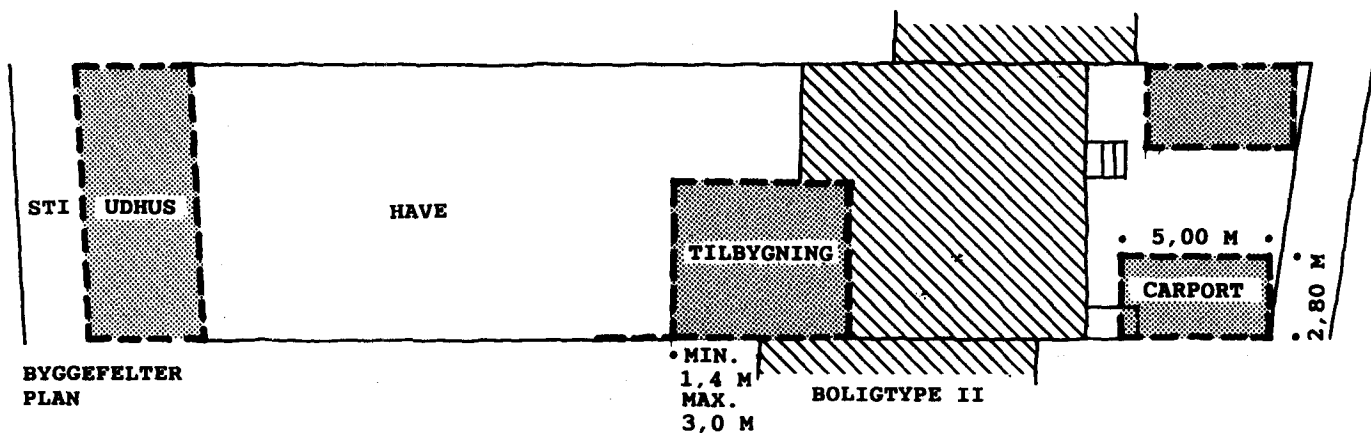 STI
UDHUS
HAVE
TILBYGNING
5,00 M
CARPORT
2,80 M
MIN.
1,4 M
MAX.
3,0 M
BYGGEFELTER
PLAN
BOLIGTYPE II